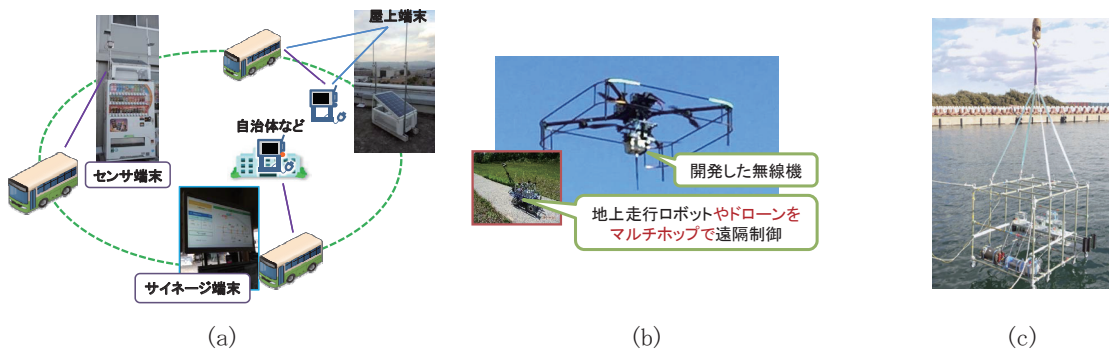 屋上端末
自治体など
センサ端末
サイネージ端末
開発した無線機
地上走行ロボットやドローンを
マルチホップで遠隔制御
(a)
(b)
(c)